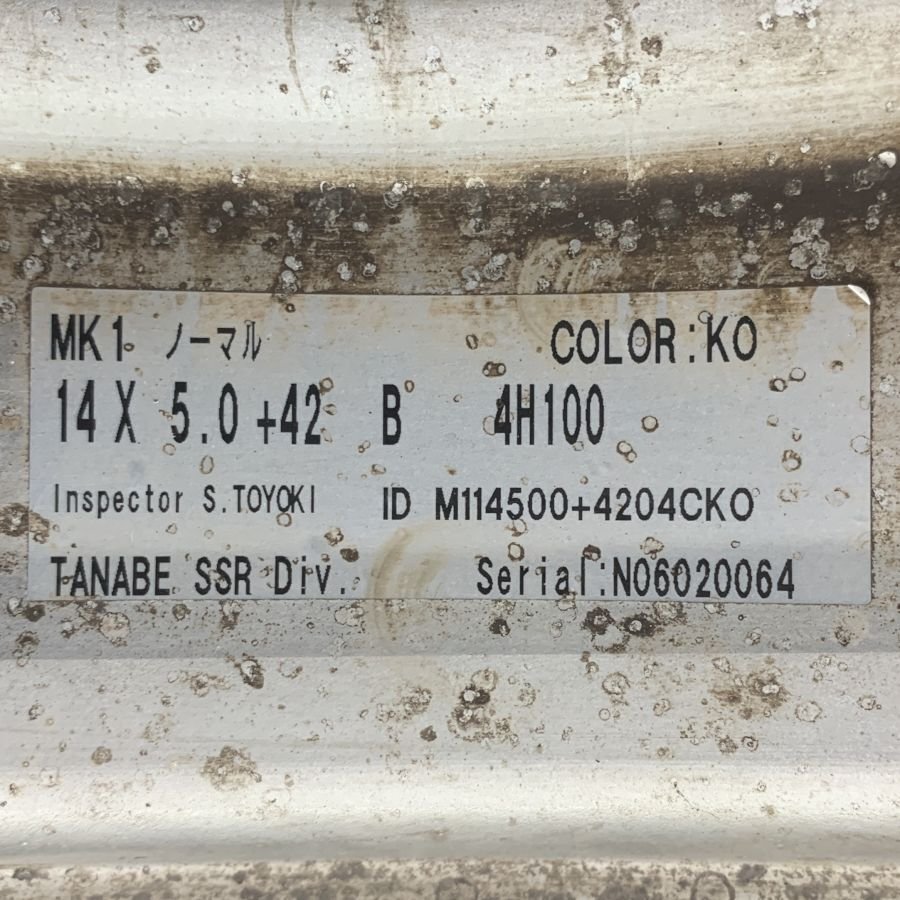 MK1 ノーマル COLOR:KO
14X 5.0+42 B 4H100
Inspector S.TOYOKI ID M114500+4204CKO
TANABE SSR Div. Serial:N06020064